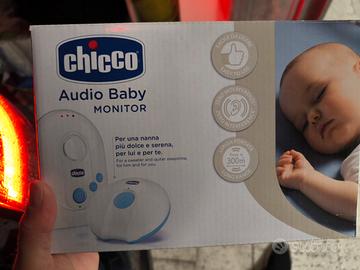 chicco
Audio Baby
MONITOR
Per una nanna
più dolce e serena,
per lui e per te.
For a sweeter and quieter sleeptime,
for him and for you.
300m
chicco